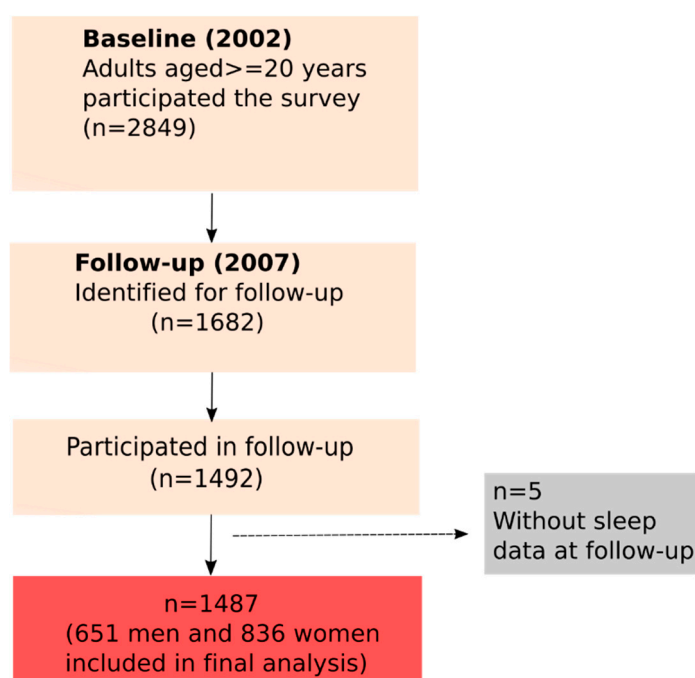 Baseline (2002)
Adults aged>=20 years
participated the survey
(n=2849)
Follow-up (2007)
Identified for follow-up
(n=1682)
Participated in follow-up
(n=1492)
n=5
Without sleep
data at follow-up
n=1487
(651 men and 836 women
included in final analysis)